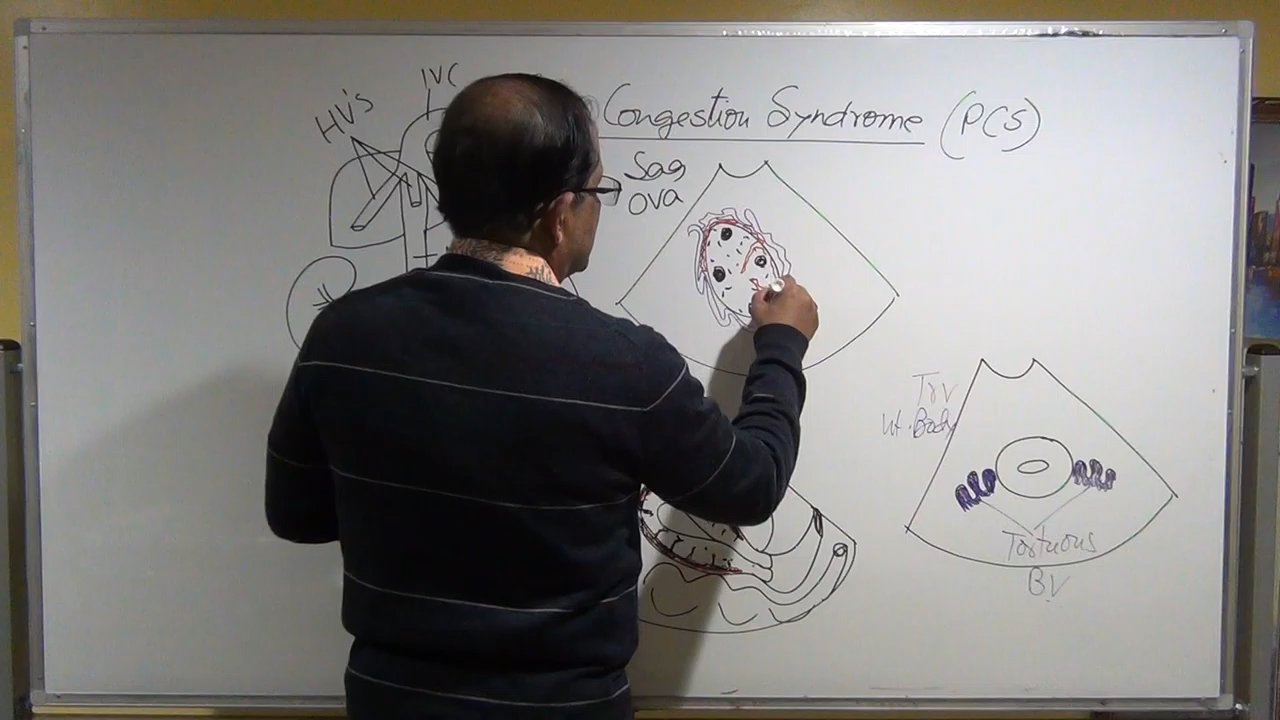 Congestion Syndrome (PCS)
IVC
HV's
Sag
OVA
Trv
Ut. Body
Tortuous
BV